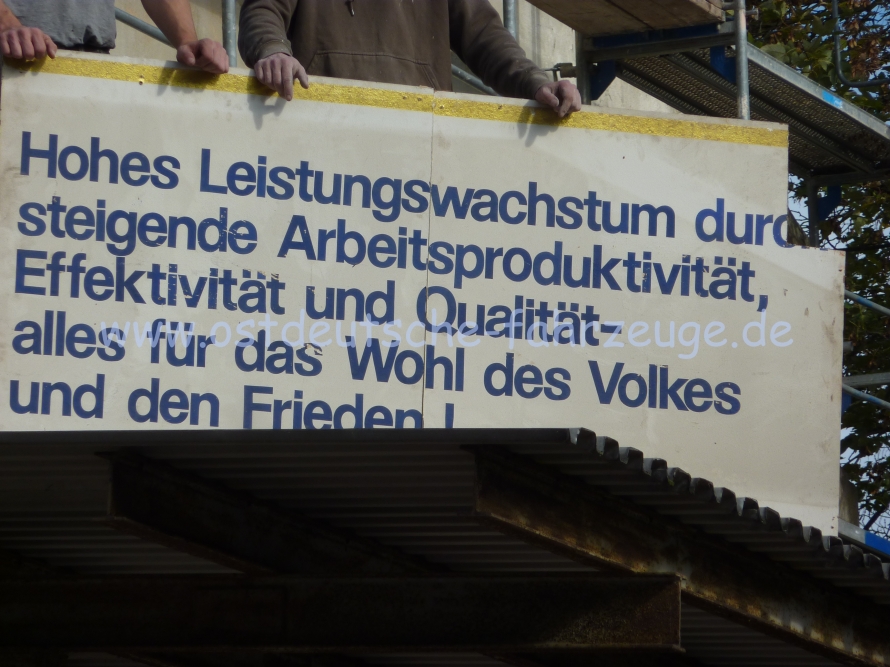 Hohes Leistungswachstum durc
steigende Arbeitsproduktivität,
Effektivität und Qualität-
alles für das Wohl des Volkes
und den Frieden !
www.ostdeutsche-fahrzeuge.de